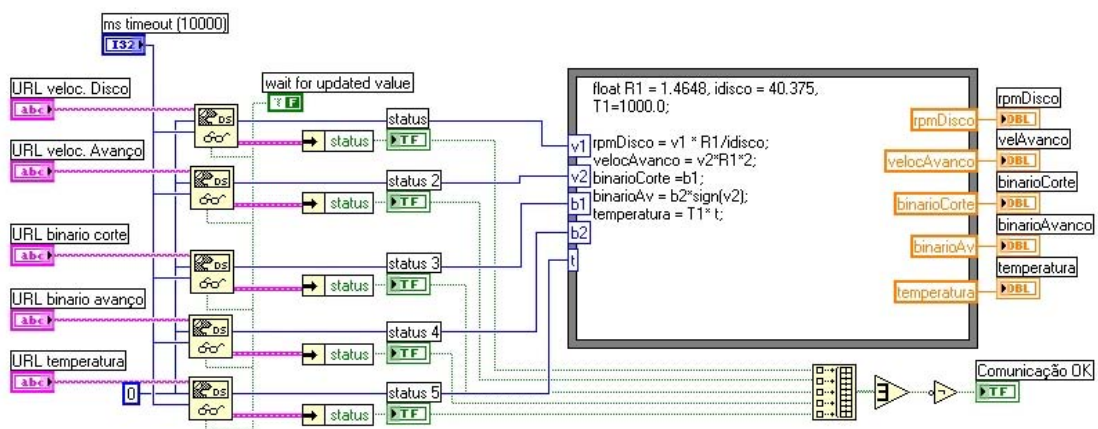 ms timeout (10000)
I32
URL veloc. Disco
abc
wait for updated value
T F
URL veloc. Avanço
abc
URL binario corte
abc
URL binario avanço
abc
URL temperatura
abc
0
DS
status
status
TF
DS
status 2
status
TF
DS
status 3
status
TF
DS
status 4
status
TF
DS
status 5
status
TF
v1
v2
b1
b2
t
float R1 = 1.4648, idisco = 40.375,
T1=1000.0;
rpmDisco = v1 * R1/idisco;
velocAvanco = v2*R1*2;
binarioCorte =b1;
binarioAv = b2*sign(v2);
temperatura = T1* t;
rpmDisco
velocAvanco
binarioCorte
binarioAv
temperatura
rpmDisco
DBL
velAvanco
DBL
binarioCorte
DBL
binarioAvanco
DBL
temperatura
DBL
Comunicação OK
TF